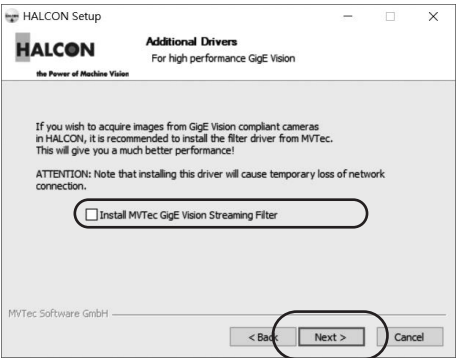 HALCON Setup
HALCON
the Power of Machine Vision
Additional Drivers
For high performance GigE Vision
If you wish to acquire images from GigE Vision compliant cameras
in HALCON, it is recommended to install the filter driver from MVTec.
This will give you a much better performance!
ATTENTION: Note that installing this driver will cause temporary loss of network
connection.
Install MVTec GigE Vision Streaming Filter
MVTec Software GmbH
< Back Next > Cancel